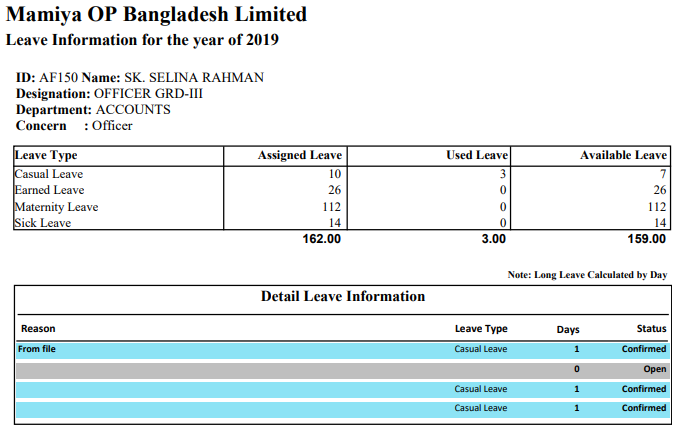 Mamiya OP Bangladesh Limited
Leave Information for the year of 2019
ID: AF150 Name: SK. SELINA RAHMAN
Designation: OFFICER GRD-III
Department: ACCOUNTS
Concern : Officer
Leave Type Assigned Leave Used Leave Available Leave
Casual Leave 10 3 7
Earned Leave 26 0 26
Maternity Leave 112 0 112
Sick Leave 14 0 14
162.00 3.00 159.00
Note: Long Leave Calculated by Day
Detail Leave Information
Reason Leave Type Days Status
From file Casual Leave 1 Confirmed
0 Open
Casual Leave 1 Confirmed
Casual Leave 1 Confirmed